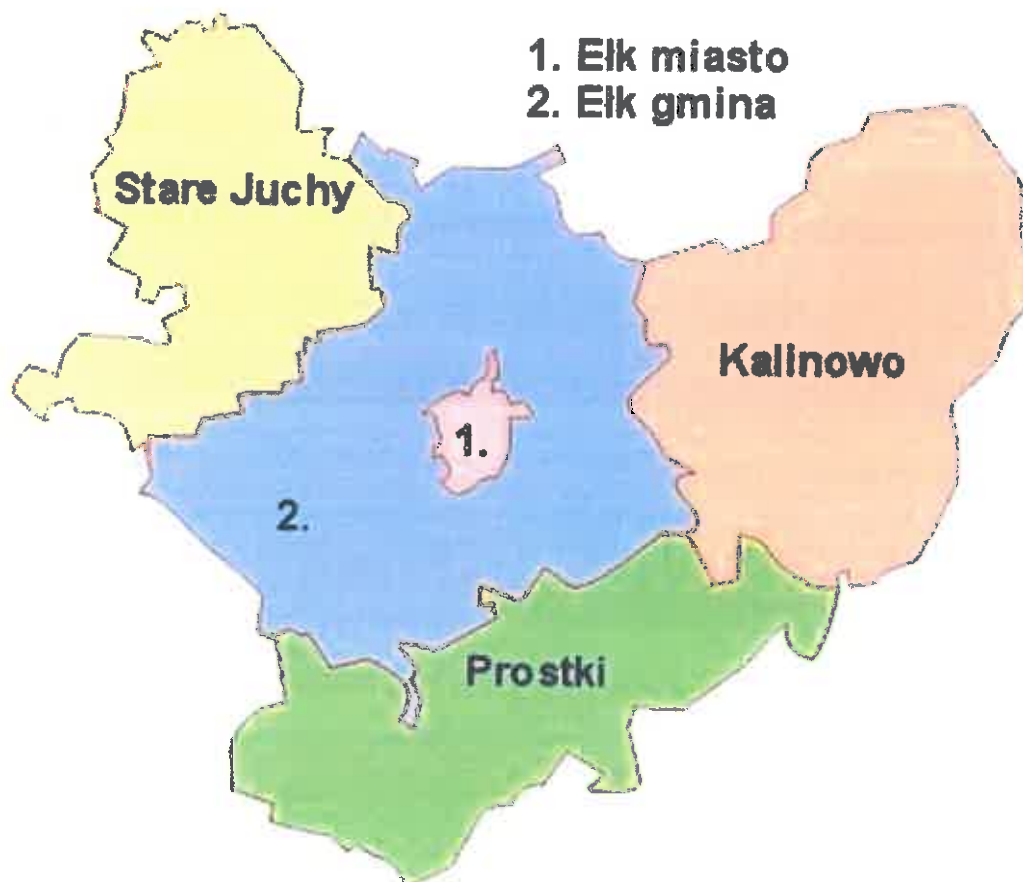 1. Ełk miasto
2. Ełk gmina
Stare Juchy
Kalinowo
1.
2.
Prostki